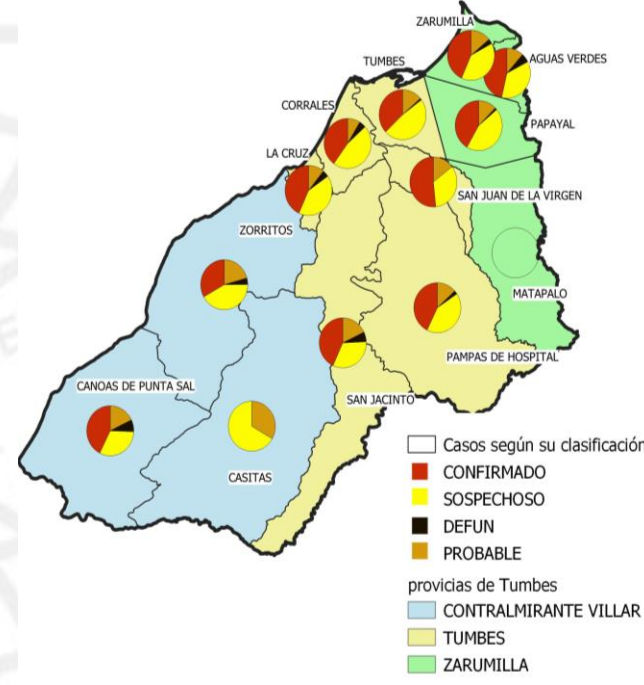 ZARUMILLA
AGUAS VERDES
TUMBES
CORRALES
PAPAYAL
LA CRUZ
SAN JUAN DE LA VIRGEN
ZORRITOS
MATAPALO
PAMPAS DE HOSPITAL
CANOAS DE PUNTA SAL
SAN JACINTO
CASITAS
Casos según su clasificación
CONFIRMADO
SOSPECHOSO
DEFUN
PROBABLE
provicias de Tumbes
CONTRALMIRANTE VILLAR
TUMBES
ZARUMILLA